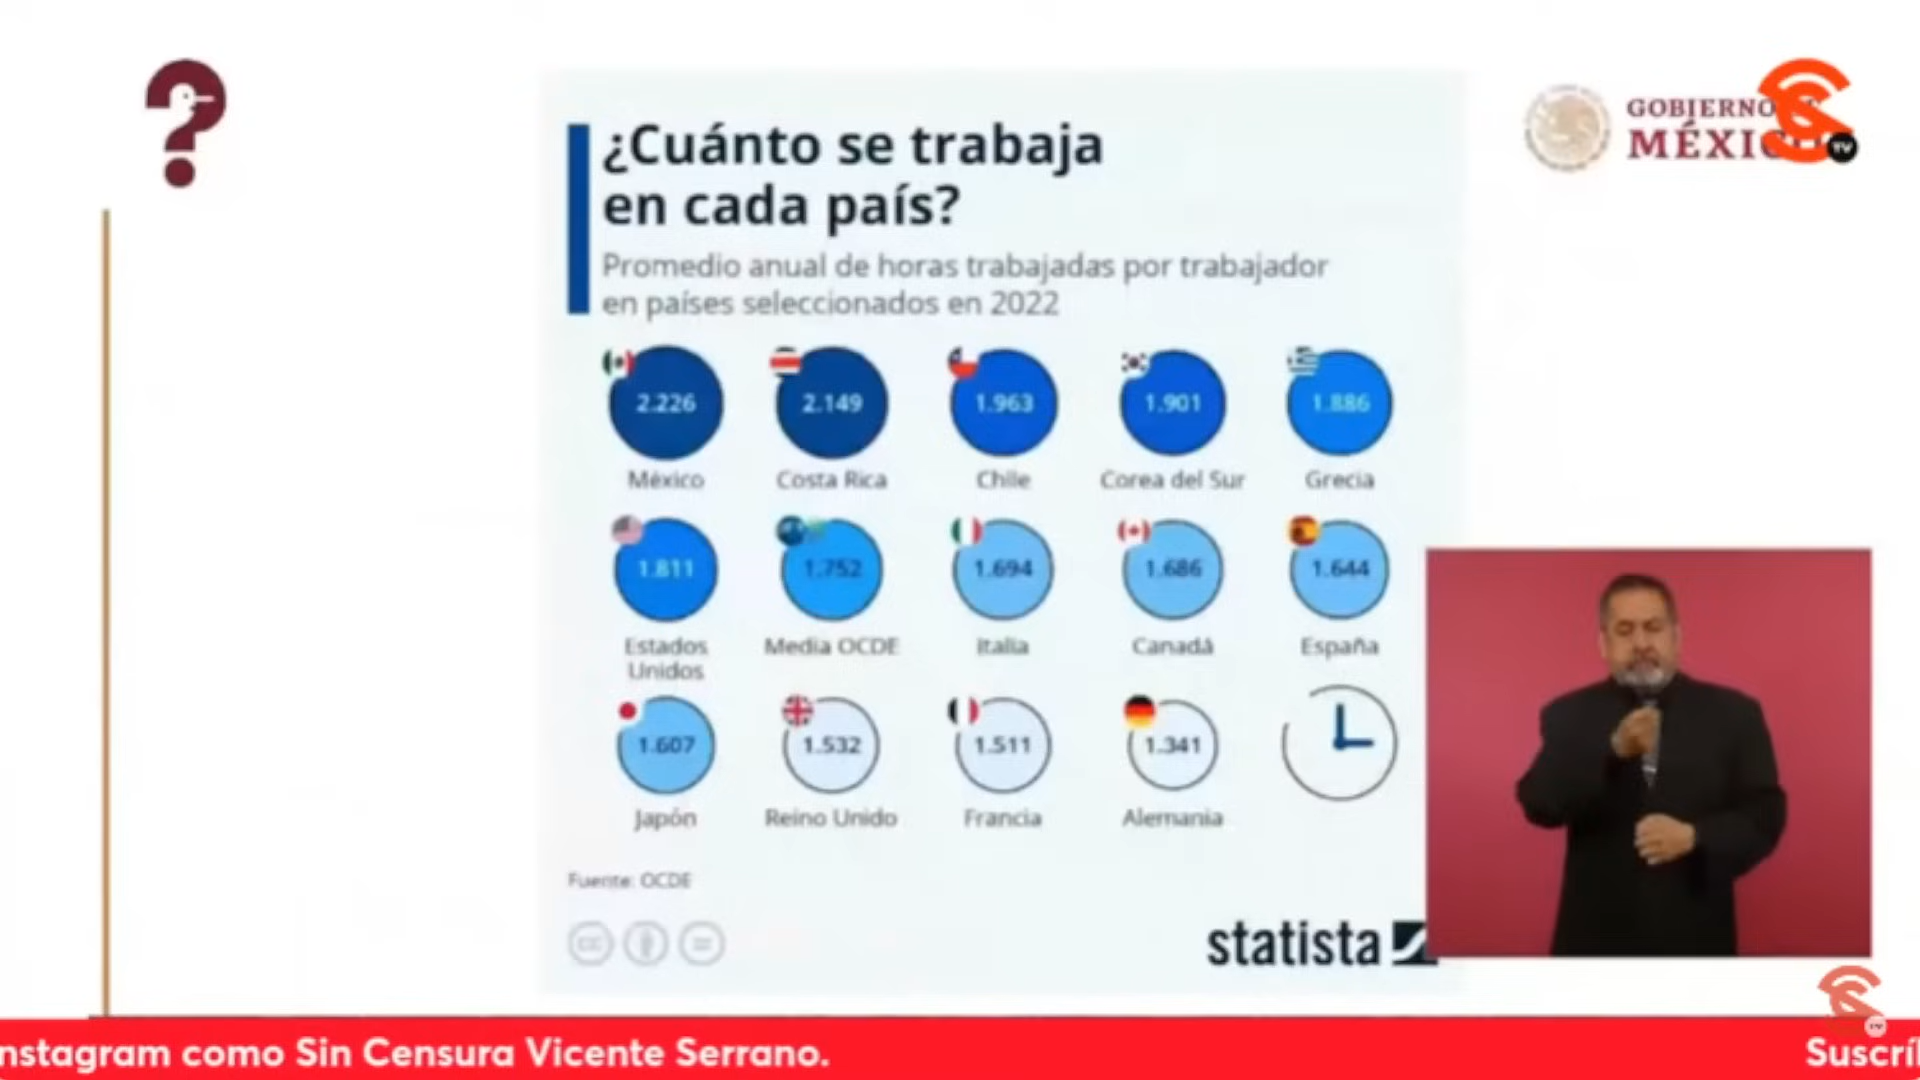 GOBIERNO
MÉXIC
TV
¿Cuánto se trabaja
en cada país?
Promedio anual de horas trabajadas por trabajador
en países seleccionados en 2022
2.226
2.149
1.963
1.901
1.886
México
Costa Rica
Chile
Corea del Sur
Grecia
1.811
1.752
1.694
1.686
1.644
Estados
Unidos
Media OCDE
Italia
Canadá
España
1.607
1.532
1.511
1.341
Japón
Reino Unido
Francia
Alemania
Fuente: OCDE
cc
statista
TV
nstagram como Sin Censura Vicente Serrano.
Suscríb